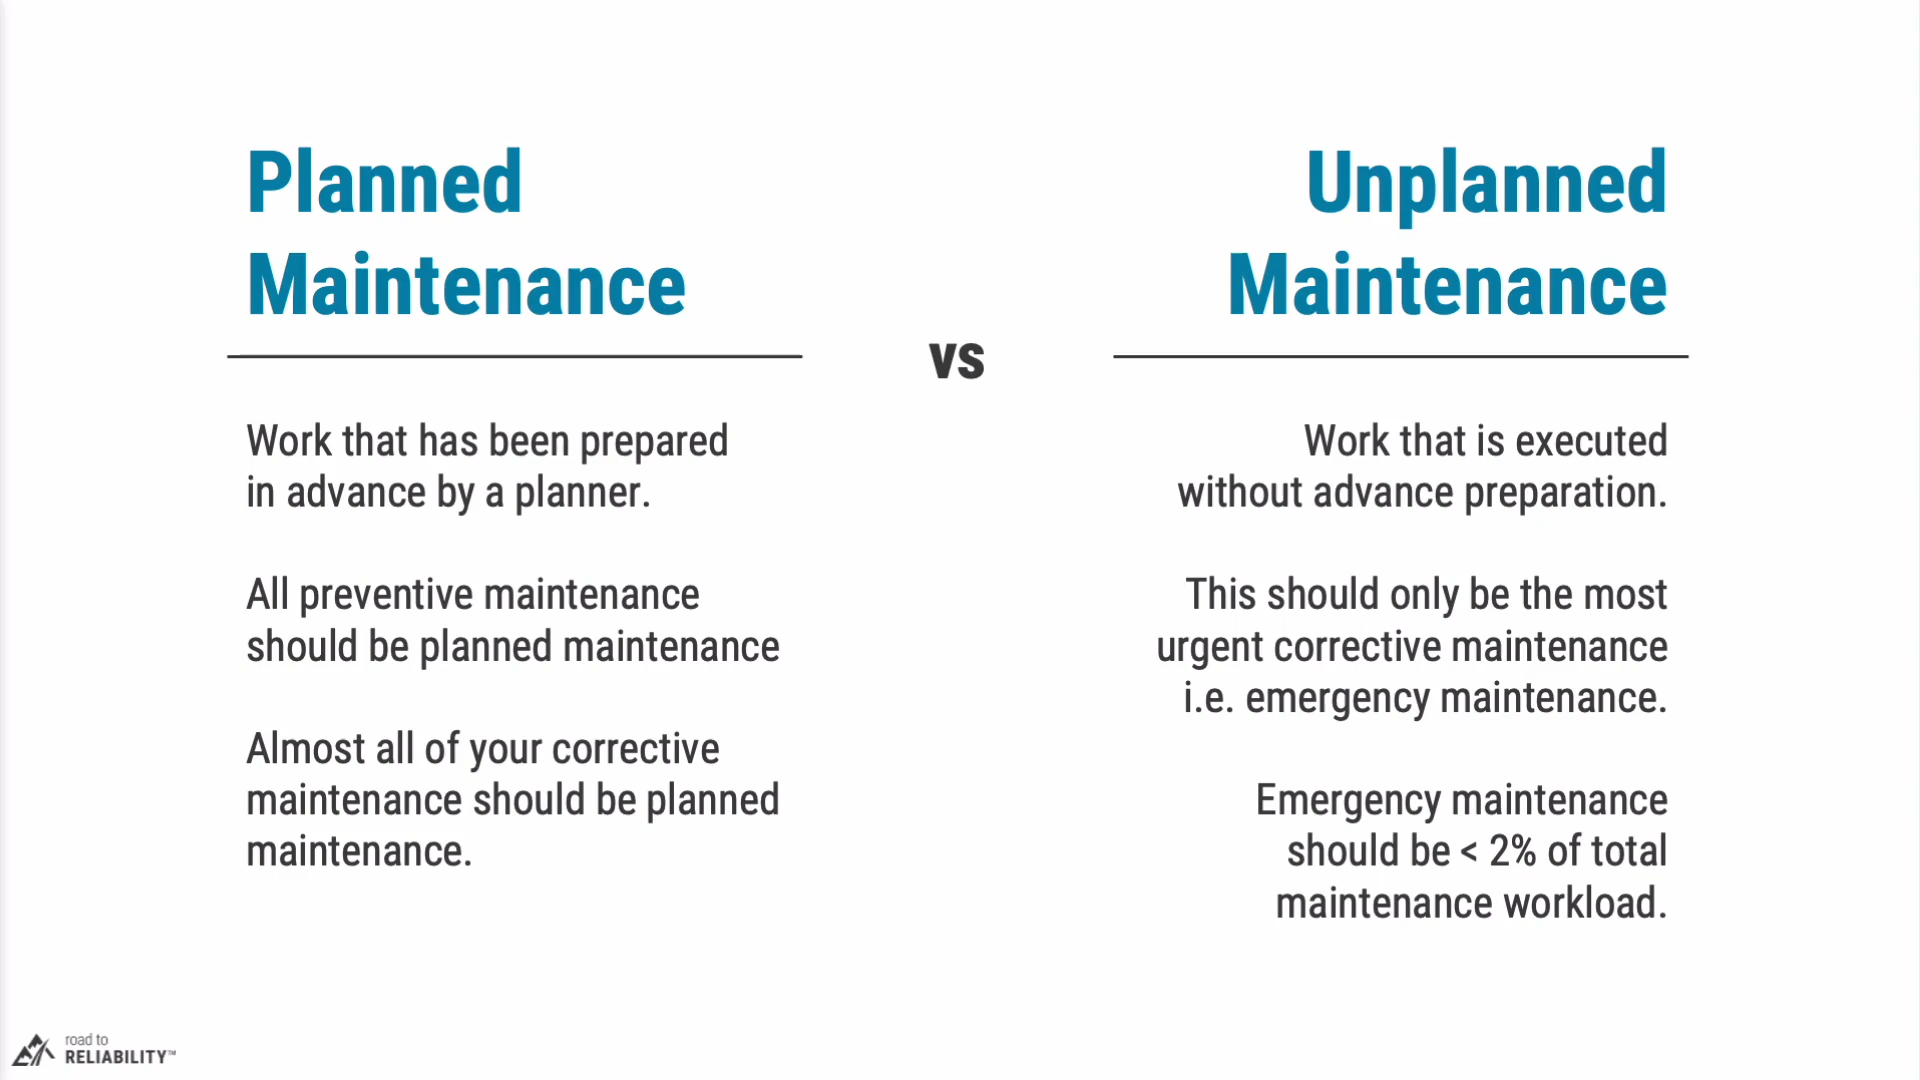 Planned
Maintenance
Work that has been prepared
in advance by a planner.
All preventive maintenance
should be planned maintenance
Almost all of your corrective
maintenance should be planned
maintenance.
vs
Unplanned
Maintenance
Work that is executed
without advance preparation.
This should only be the most
urgent corrective maintenance
i.e. emergency maintenance.
Emergency maintenance
should be < 2% of total
maintenance workload.
road to
RELIABILITY™